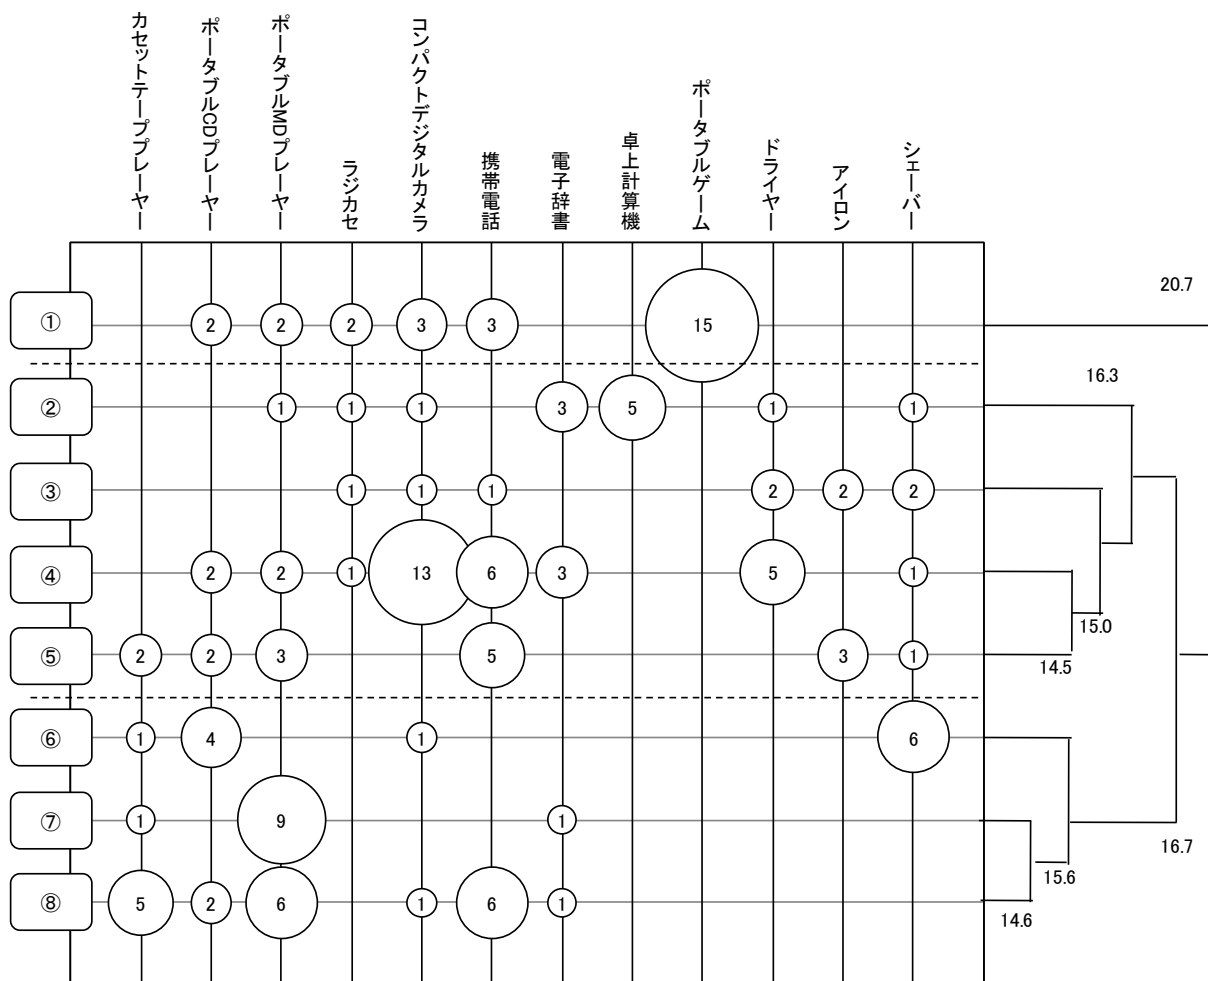 カセットテーププレーヤー
ポータブルCDプレーヤー
ポータブルMDプレーヤー
ラジカセ
コンパクトデジタルカメラ
携帯電話
電子辞書
卓上計算機
ポータブルゲーム
ドライヤー
アイロン
シェーバー
20.7
① 2 2 2 3 3 15
16.3
② 1 1 1 3 5 1 1
③ 1 1 1 2 2 2
④ 2 2 1 13 6 3 5 1
15.0
⑤ 2 2 3 5 3 1
14.5
⑥ 1 4 1 6
⑦ 1 9 1
16.7
15.6
⑧ 5 2 6 1 6 1
14.6